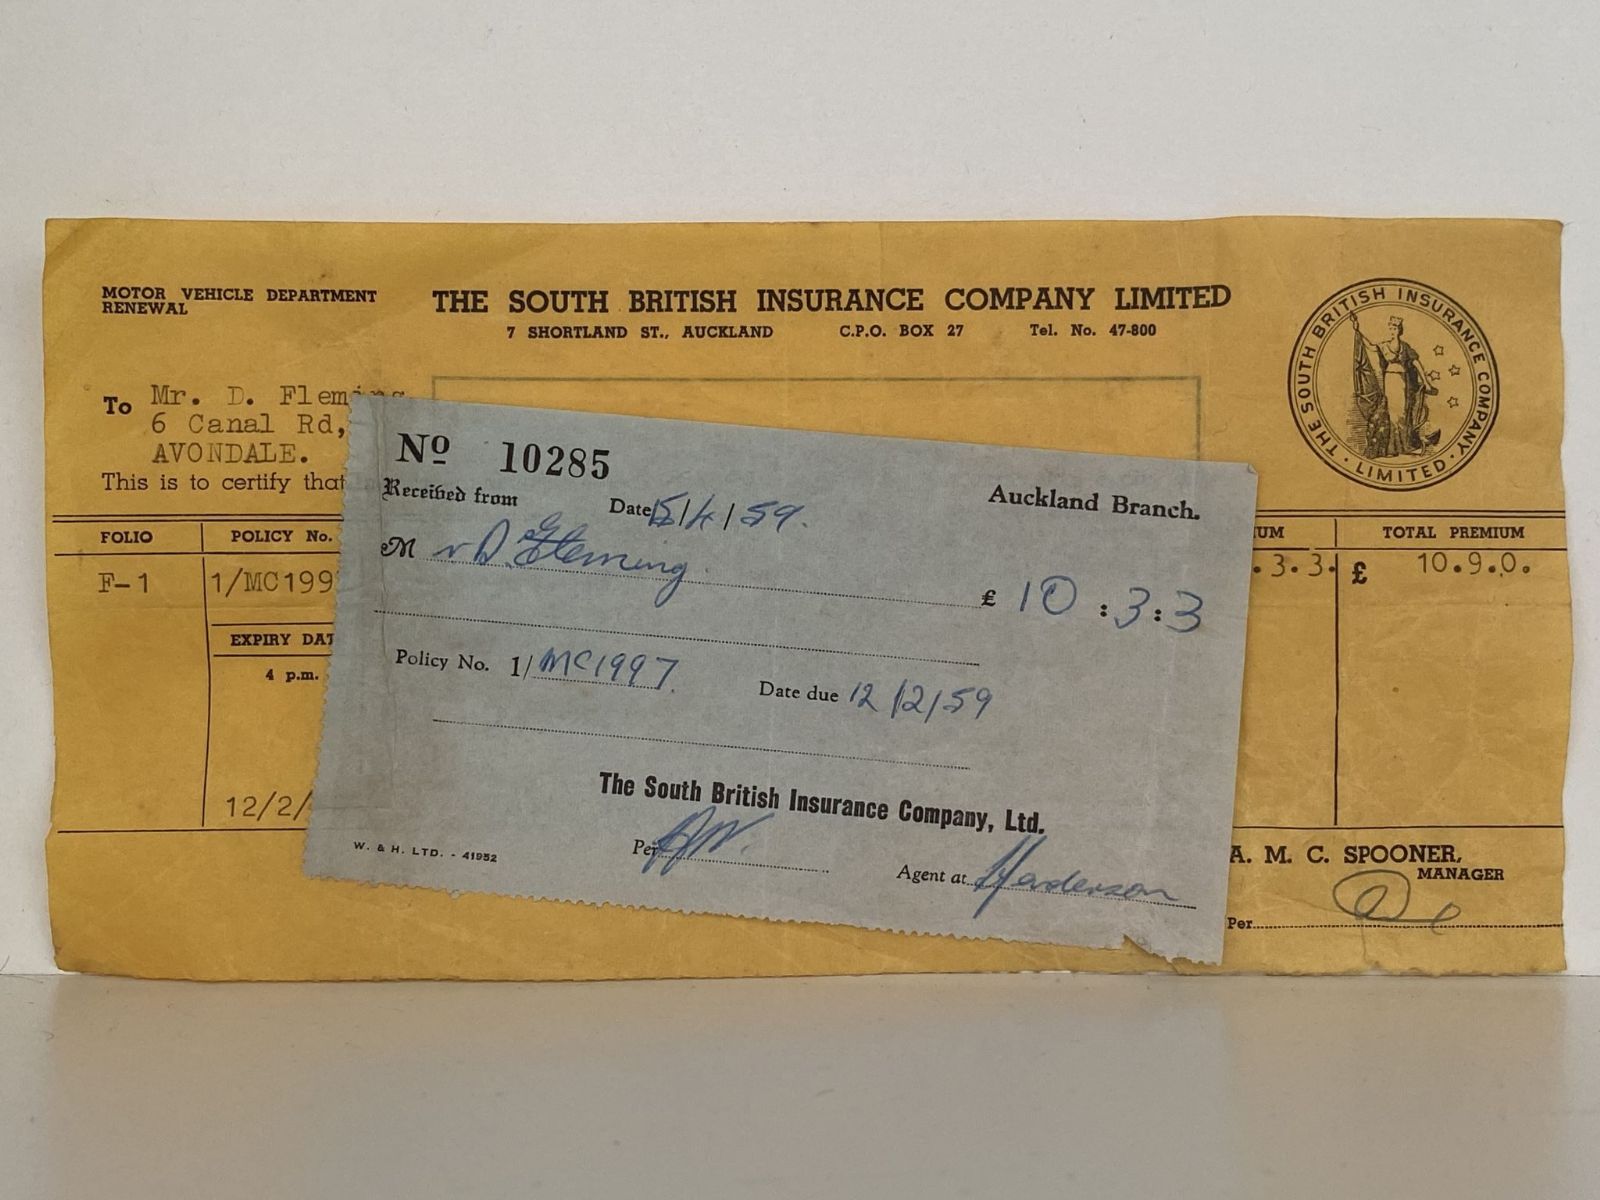 MOTOR VEHICLE DEPARTMENT
RENEWAL
THE SOUTH BRITISH INSURANCE COMPANY LIMITED
7 SHORTLAND ST., AUCKLAND C.P.O. BOX 27 Tel. No. 47-800
THE SOUTH BRITISH INSURANCE COMPANY · LIMITED ·
To Mr. D. Fleming
6 Canal Rd,
AVONDALE.
This is to certify that
FOLIO POLICY No.
F-1 1/MC199
EXPIRY DAT
4 p.m.
12/2/
UM TOTAL PREMIUM
. 3. 3. £ 10.9.0.
A. M. C. SPOONER,
MANAGER
Per
No 10285
Received from Date 15/4/59. Auckland Branch.
Mr D. Fleming
£ 10 : 3 : 3
Policy No. 1/MC1997.
Date due 12/2/59
The South British Insurance Company, Ltd.
W. & H. LTD. - 41952
Per
Agent at Henderson